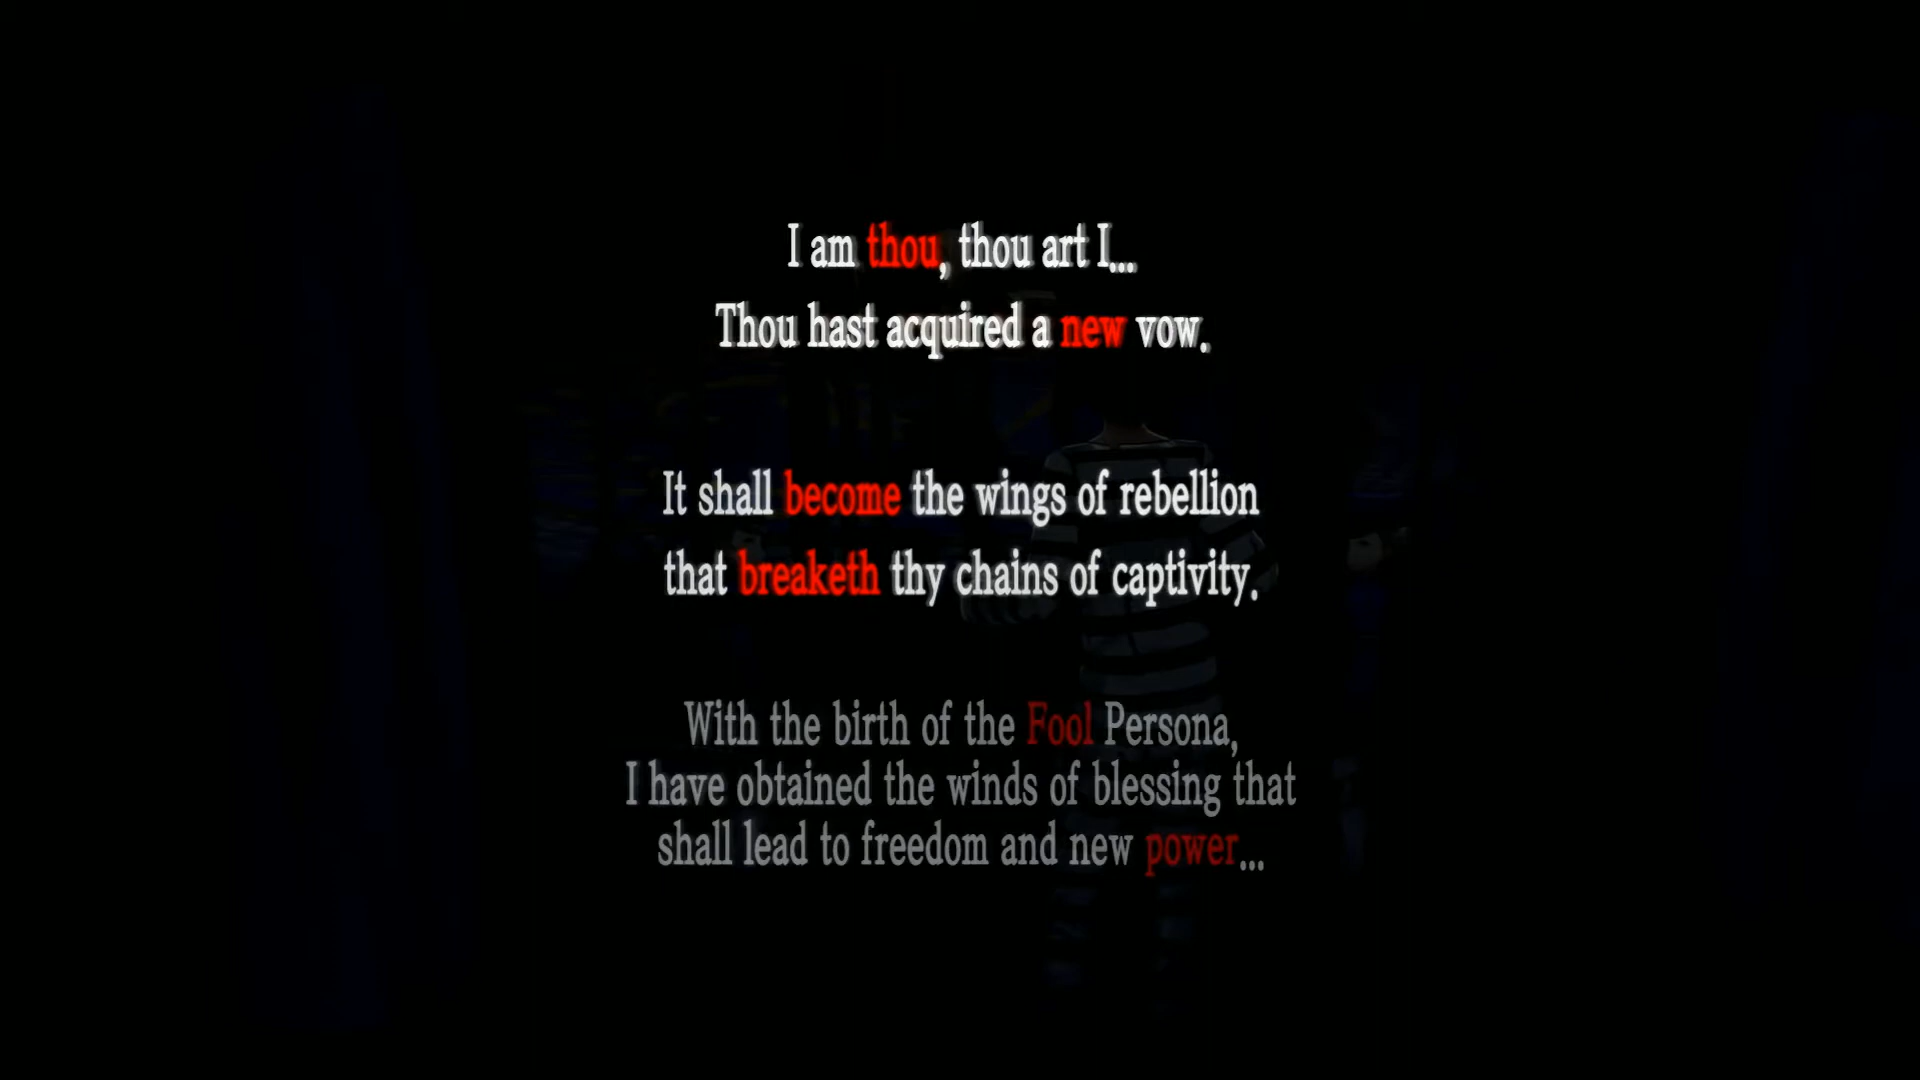 I am thou, thou art I...
Thou hast acquired a new vow.
It shall become the wings of rebellion
that breaketh thy chains of captivity.
With the birth of the Fool Persona,
I have obtained the winds of blessing that
shall lead to freedom and new power...